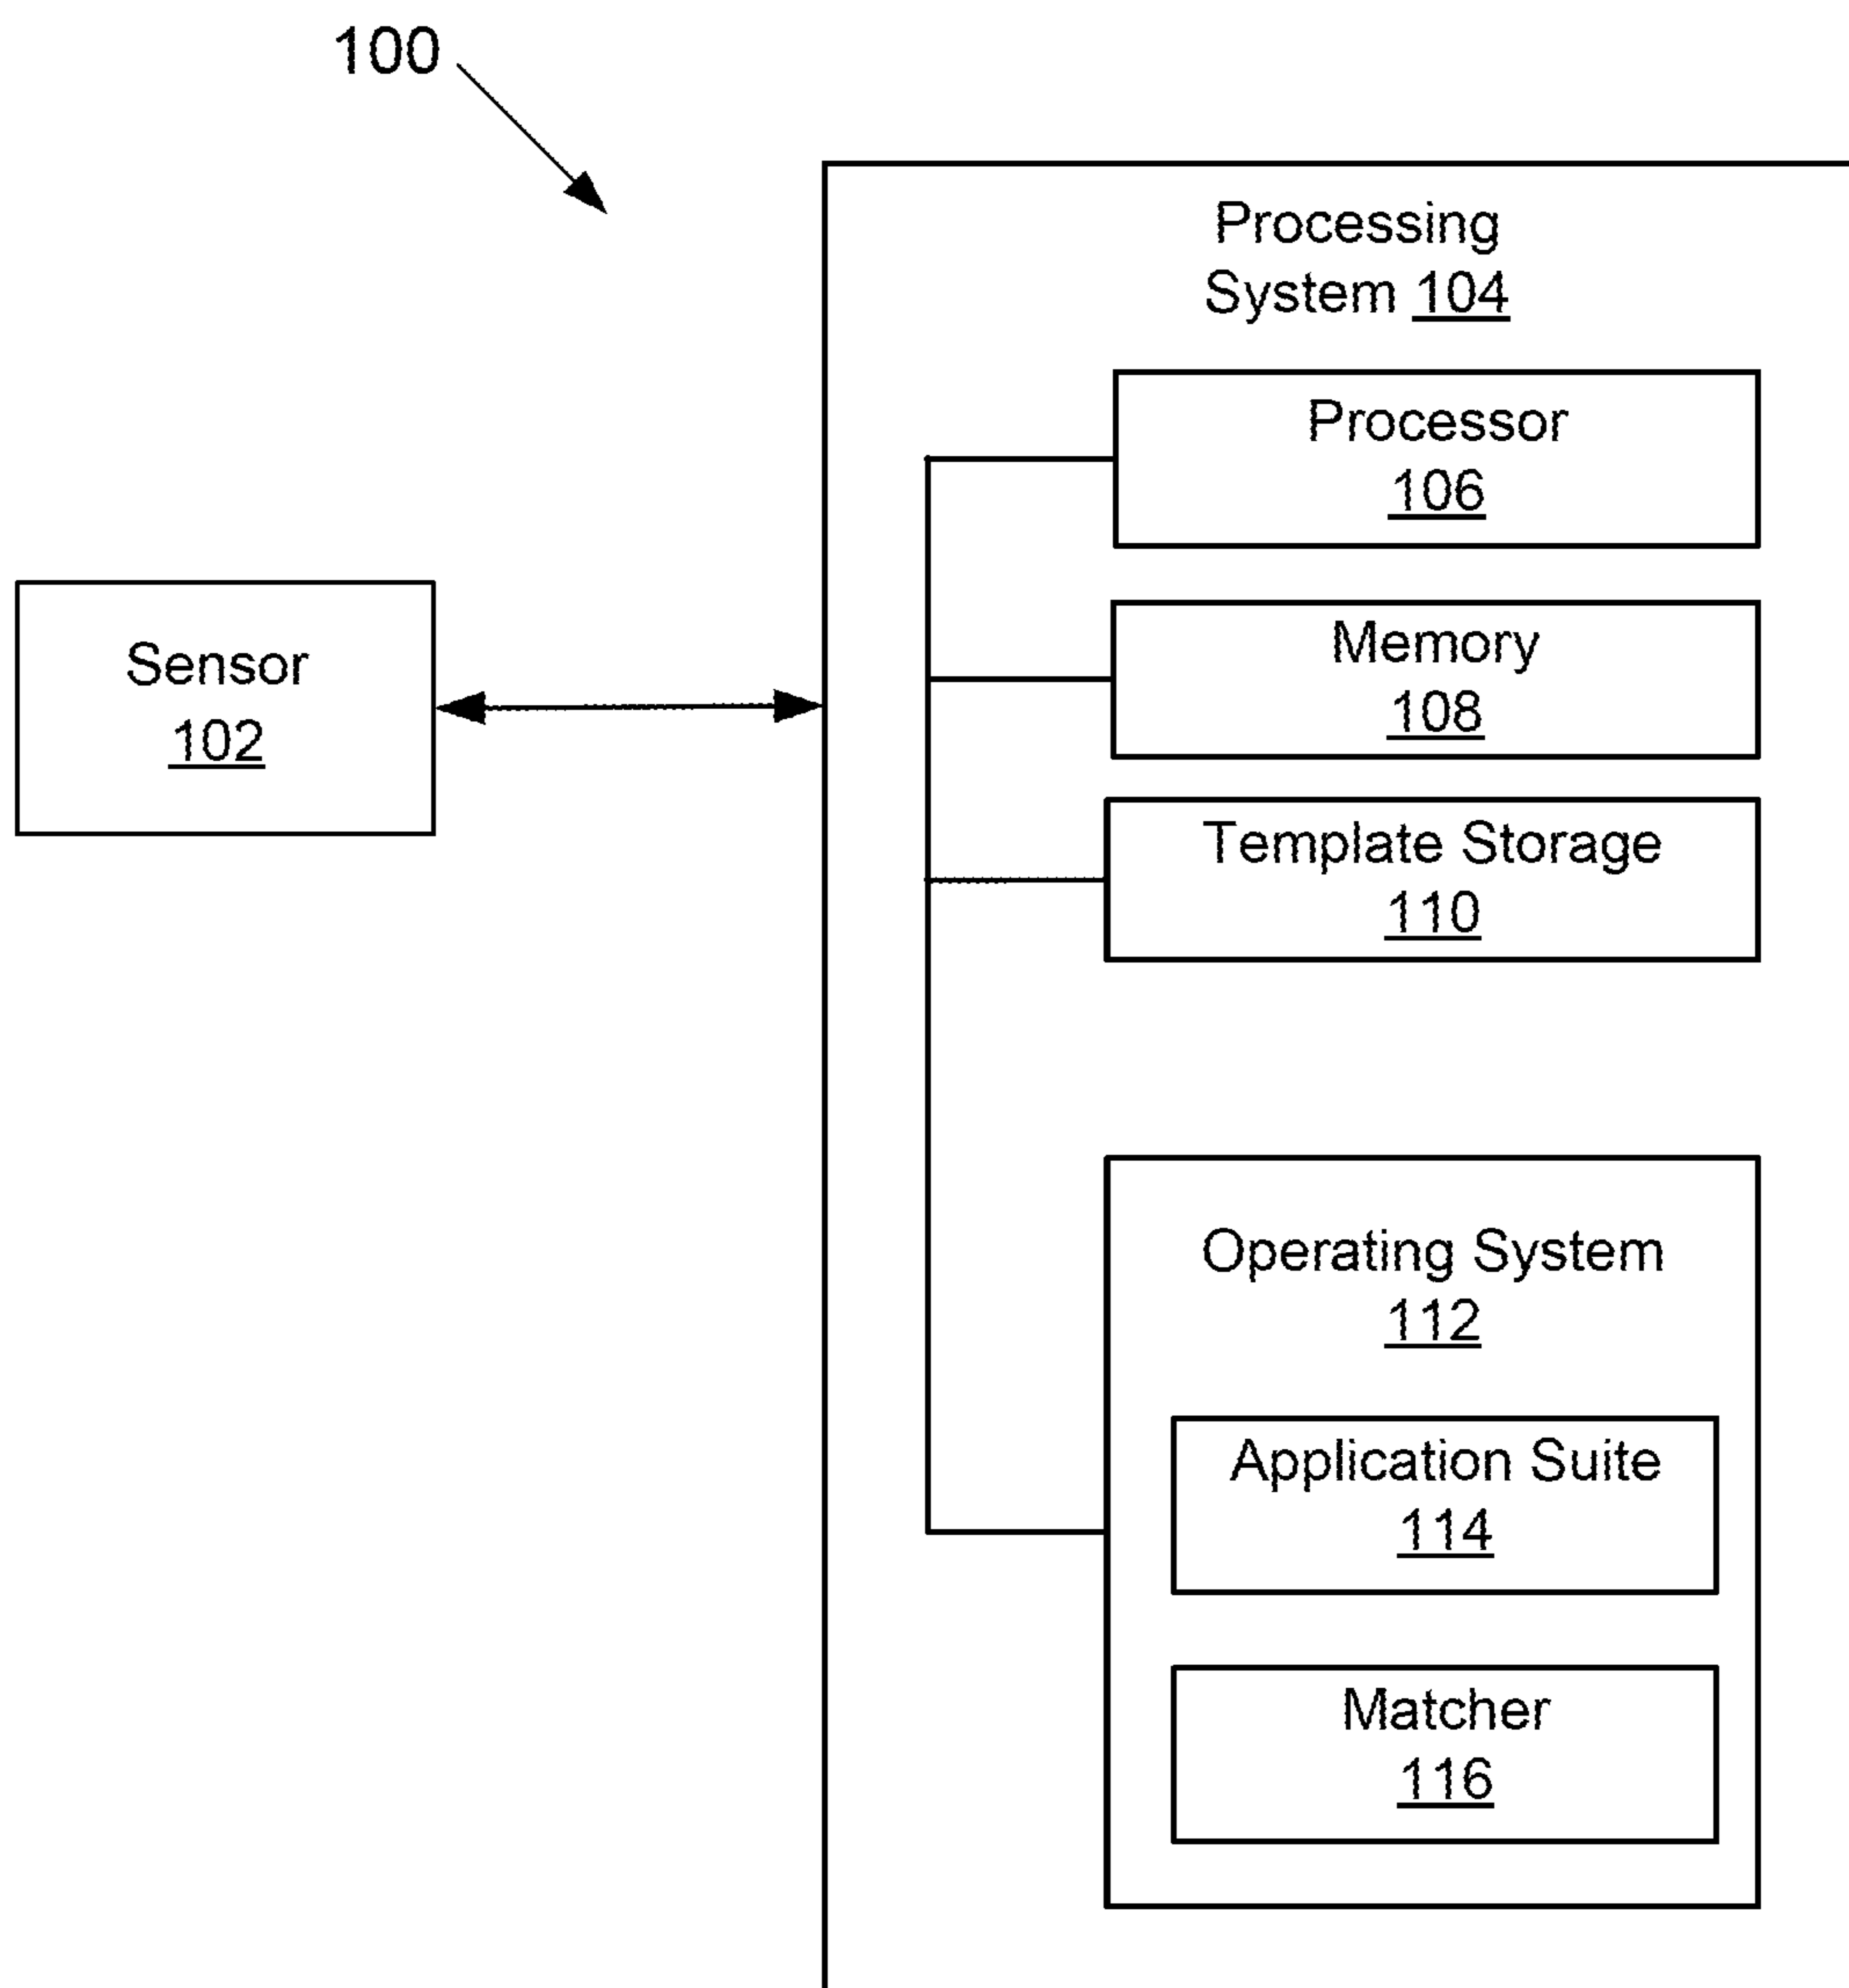 100
Processing
System 104
Processor
106
Memory
108
Sensor
102
Template Storage
110
Operating System
112
Application Suite
114
Matcher
116